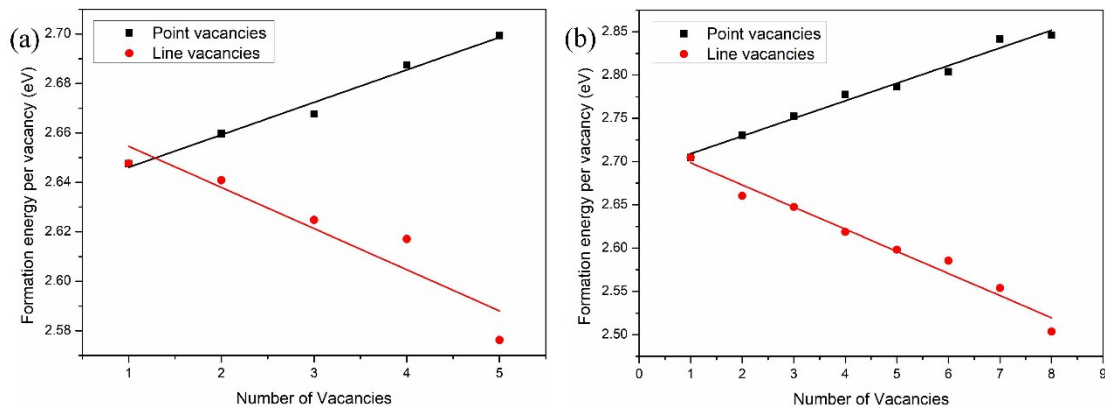 (a)
Point vacancies
Line vacancies
Formation energy per vacancy (eV)
2.70
2.68
2.66
2.64
2.62
2.60
2.58
1 2 3 4 5
Number of Vacancies
(b)
Point vacancies
Line vacancies
Formation energy per vacancy (eV)
2.85
2.80
2.75
2.70
2.65
2.60
2.55
2.50
0 1 2 3 4 5 6 7 8 9
Number of Vacancies